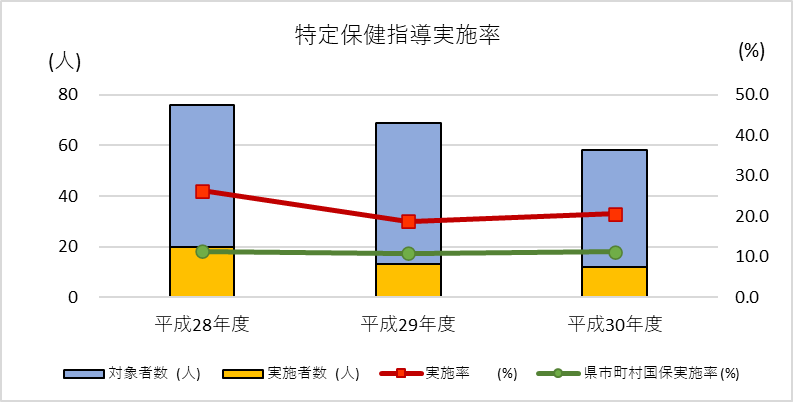 特定保健指導実施率
(人) (%)
80 50.0
40.0
60
30.0
40
20.0
20
10.0
0 0.0
平成28年度 平成29年度 平成30年度
対象者数 (人) 実施者数 (人) 実施率 (%) 県市町村国保実施率(%)